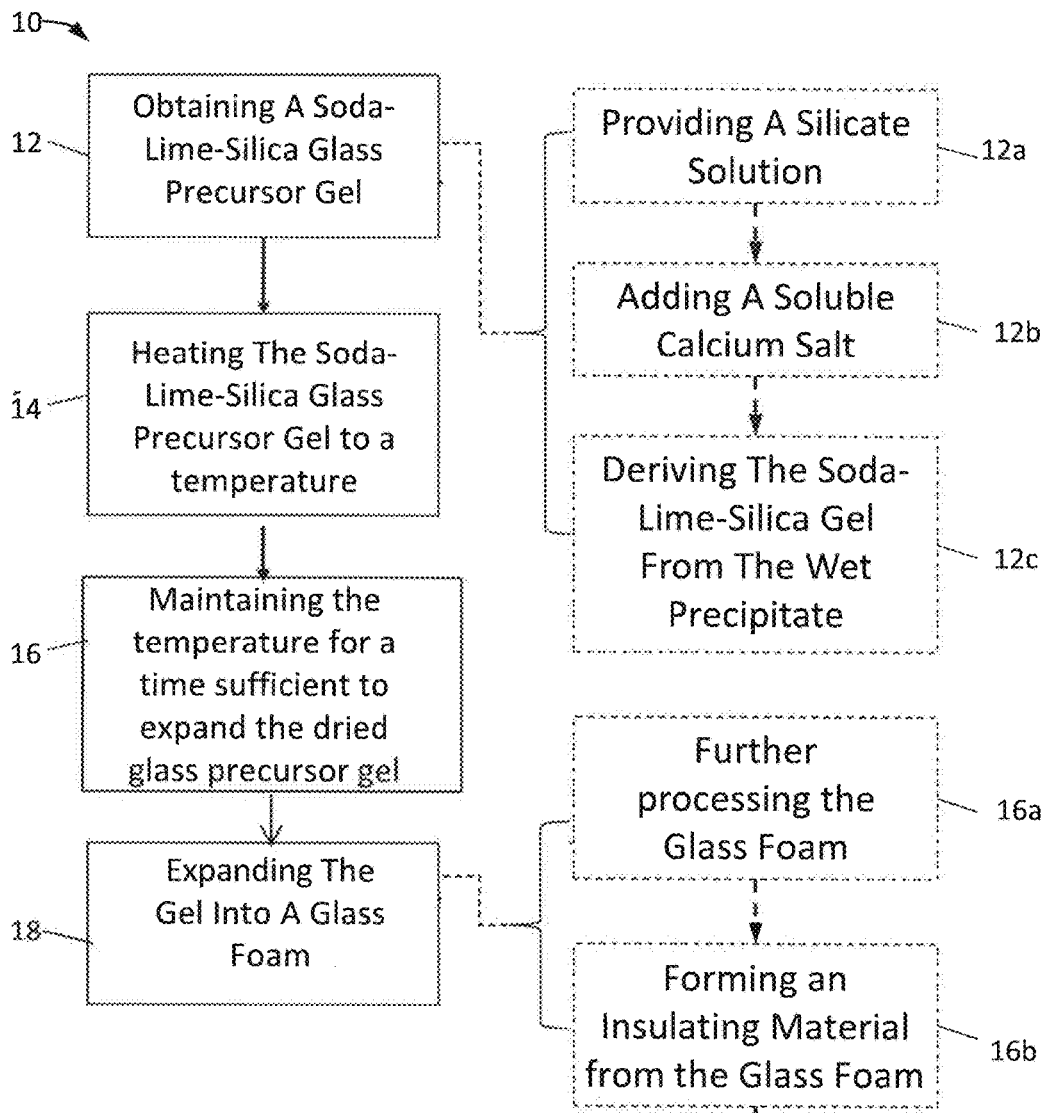 10
12
Obtaining A Soda-
Lime-Silica Glass
Precursor Gel
14
Heating The Soda-
Lime-Silica Glass
Precursor Gel to a
temperature
16
Maintaining the
temperature for a
time sufficient to
expand the dried
glass precursor gel
18
Expanding The
Gel Into A Glass
Foam
Providing A Silicate
Solution
12a
Adding A Soluble
Calcium Salt
12b
Deriving The Soda-
Lime-Silica Gel
From The Wet
Precipitate
12c
Further
processing the
Glass Foam
16a
Forming an
Insulating Material
from the Glass Foam
16b